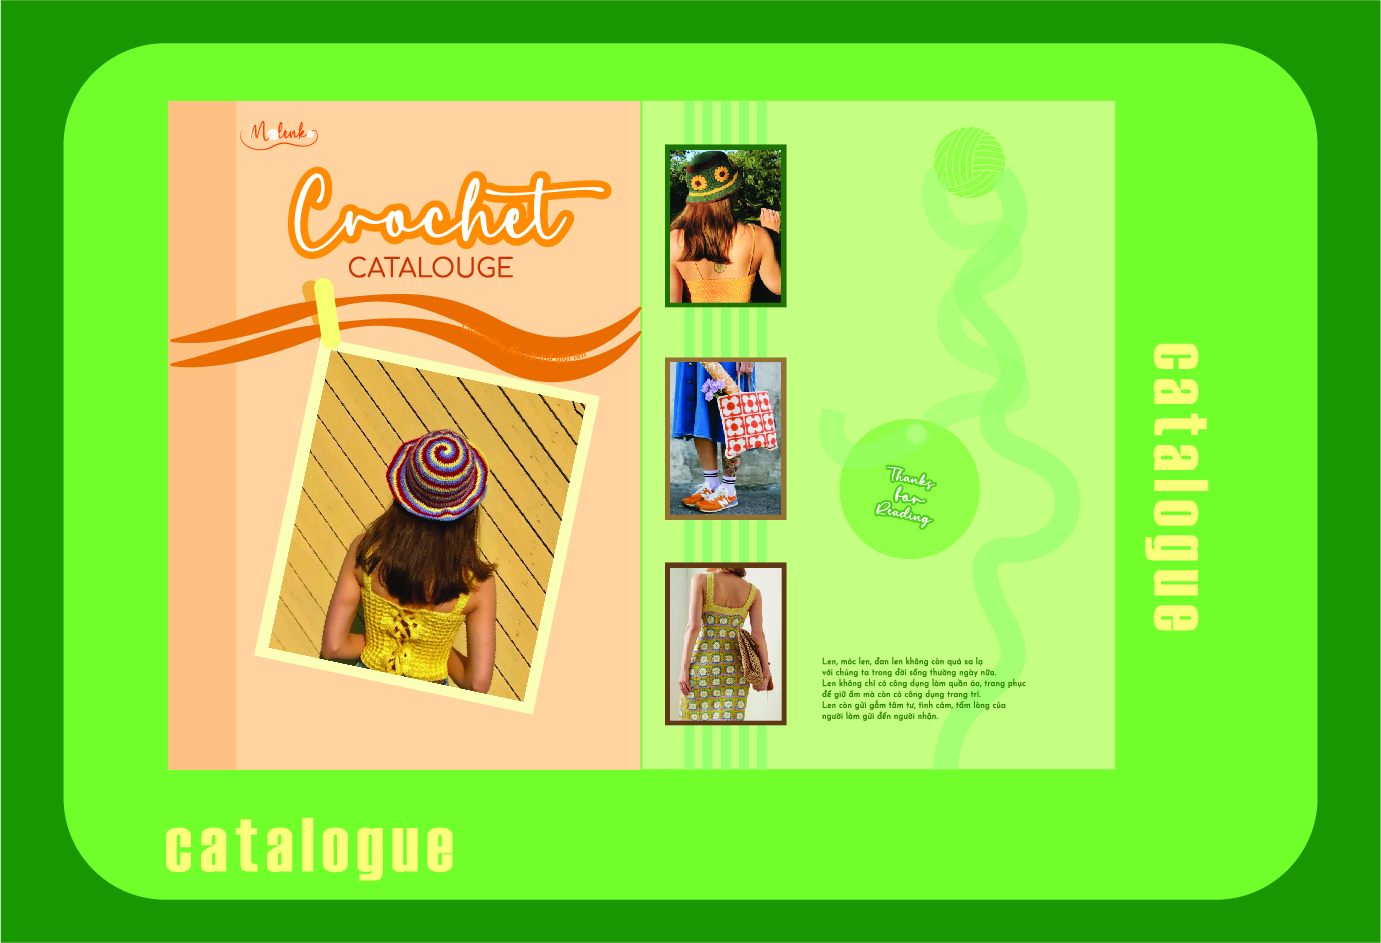 Molenko
Crochet
CATALOUGE
Thanks
for
Reading
Len, móc len, đan len không còn quá xa lạ
với chúng ta trong đời sống thường ngày nữa.
Len không chỉ có công dụng làm quần áo, trang phục
để giữ ấm mà còn có công dụng trang trí.
Len còn gửi gắm tâm tư, tình cảm, tấm lòng của
người làm gửi đến người nhận.
catalogue
catalogue